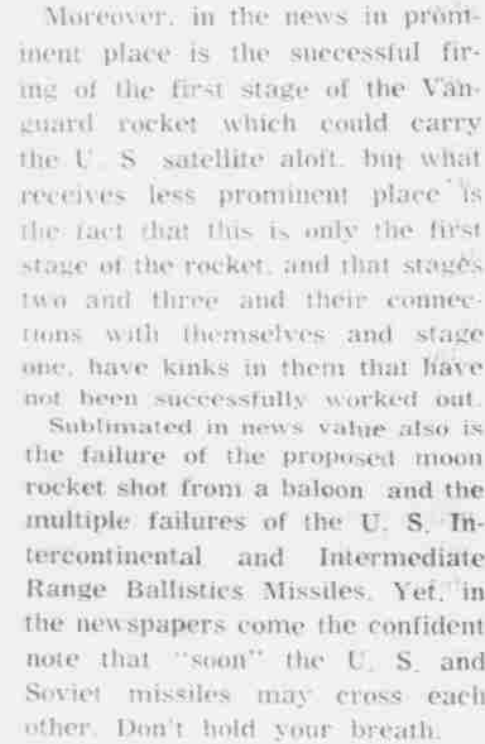 Moreover, in the news in prom-
inent place is the successful fir-
ing of the first stage of the Van-
guard rocket which could carry
the U. S satellite aloft, but what
receives less prominent place is
the fact that this is only the first
stage of the rocket, and that stages
two and three and their connec-
tions with themselves and stage
one, have kinks in them that have
not been successfully worked out.
Sublimated in news value also is
the failure of the proposed moon
rocket shot from a baloon and the
multiple failures of the U. S. In-
tercontinental and Intermediate
Range Ballistics Missiles. Yet, in
the newspapers come the confident
note that "soon" the U. S. and
Soviet missiles may cross each
other. Don't hold your breath.